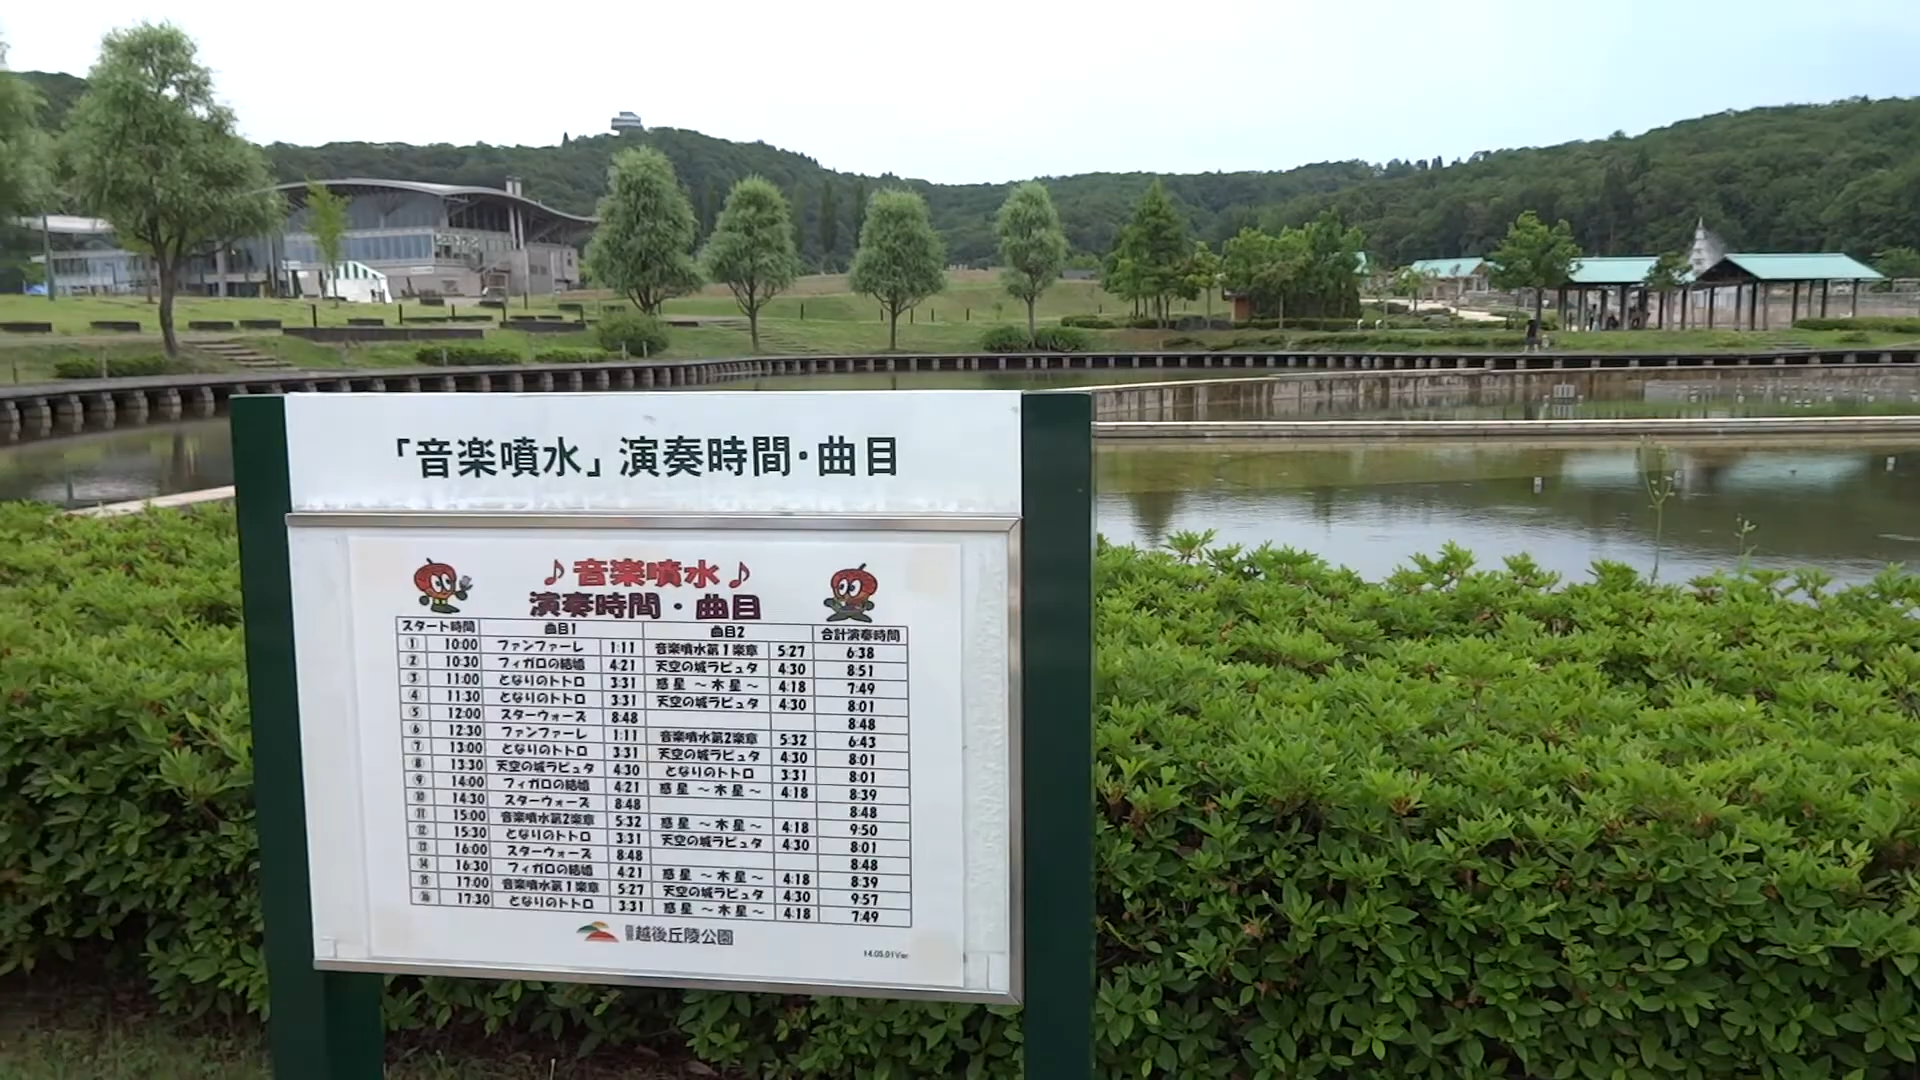 「音楽噴水」演奏時間・曲目
♪音楽噴水♪
演奏時間・曲目
スタート時間 曲目1 曲目2 合計演奏時間
① 10:00 ファンファーレ 1:11 音楽噴水第1楽章 5:27 6:38
② 10:30 フィガロの結婚 4:21 天空の城ラピュタ 4:30 8:51
③ 11:00 となりのトトロ 3:31 惑星 ～木星～ 4:18 7:49
④ 11:30 となりのトトロ 3:31 天空の城ラピュタ 4:30 8:01
⑤ 12:00 スターウォーズ 8:48 8:48
⑥ 12:30 ファンファーレ 1:11 音楽噴水第2楽章 5:32 6:43
⑦ 13:00 となりのトトロ 3:31 天空の城ラピュタ 4:30 8:01
⑧ 13:30 天空の城ラピュタ 4:30 となりのトトロ 3:31 8:01
⑨ 14:00 フィガロの結婚 4:21 惑星 ～木星～ 4:18 8:39
⑩ 14:30 スターウォーズ 8:48 8:48
⑪ 15:00 音楽噴水第2楽章 5:32 惑星 ～木星～ 4:18 9:50
⑫ 15:30 となりのトトロ 3:31 天空の城ラピュタ 4:30 8:01
⑬ 16:00 スターウォーズ 8:48 8:48
⑭ 16:30 フィガロの結婚 4:21 惑星 ～木星～ 4:18 8:39
⑮ 17:00 音楽噴水第1楽章 5:27 天空の城ラピュタ 4:30 9:57
⑯ 17:30 となりのトトロ 3:31 惑星 ～木星～ 4:18 7:49
国営越後丘陵公園
14.05.01Ver